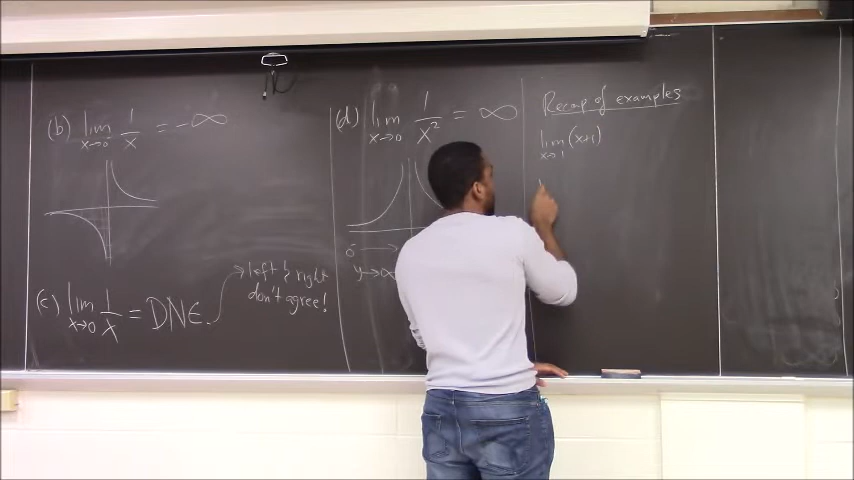 (b) lim 1/x = -∞
x→0⁻
(c) lim 1/x = DNE.
x→0
→ left & right
don't agree!
(d) lim 1/x² = ∞
x→0
y→∞
Recap of examples
lim (x+1)
x→1